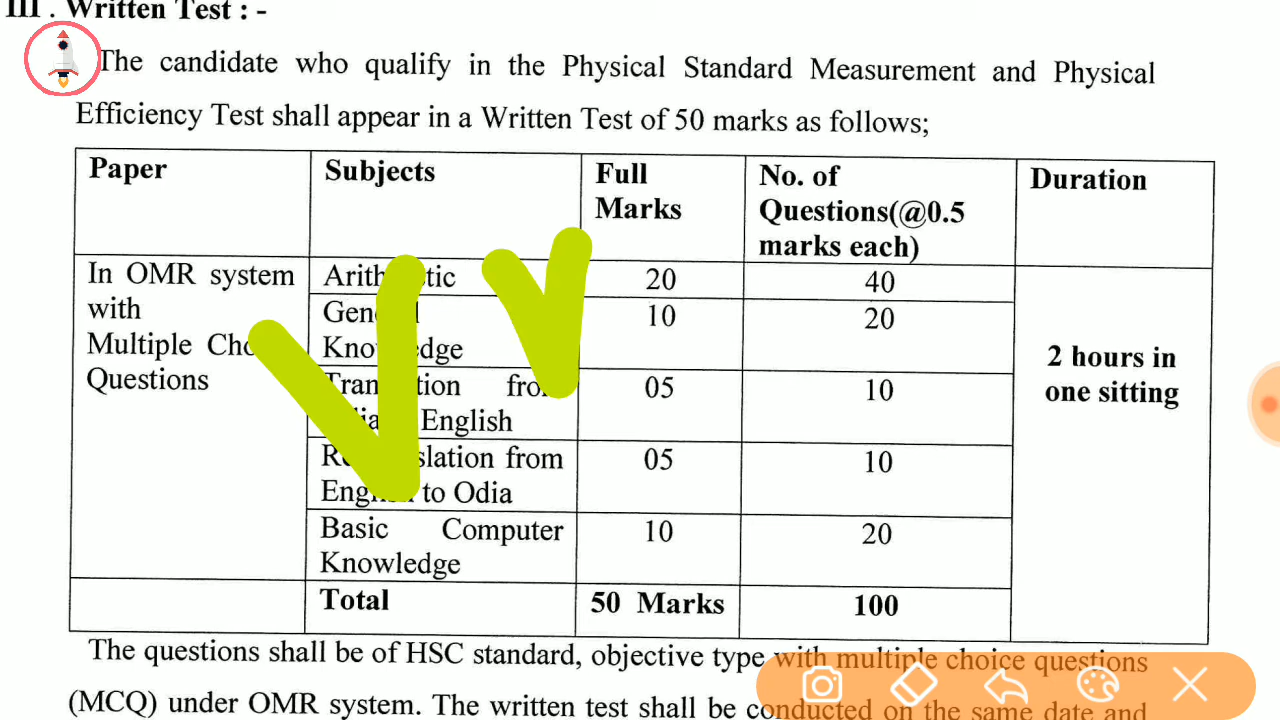 III . Written Test : -
The candidate who qualify in the Physical Standard Measurement and Physical
Efficiency Test shall appear in a Written Test of 50 marks as follows;
Paper
Subjects
Full
Marks
No. of
Questions(@0.5
marks each)
Duration
In OMR system
with
Multiple
Questions
20
40
10
20
from
English
05
10
from
to Odia
05
10
Basic Computer
Knowledge
10
20
2 hours in
one sitting
Total
50 Marks
100
The questions shall be of HSC standard, objective type with multiple choice questions
(MCQ) under OMR system. The written test shall be conducted on the same date and